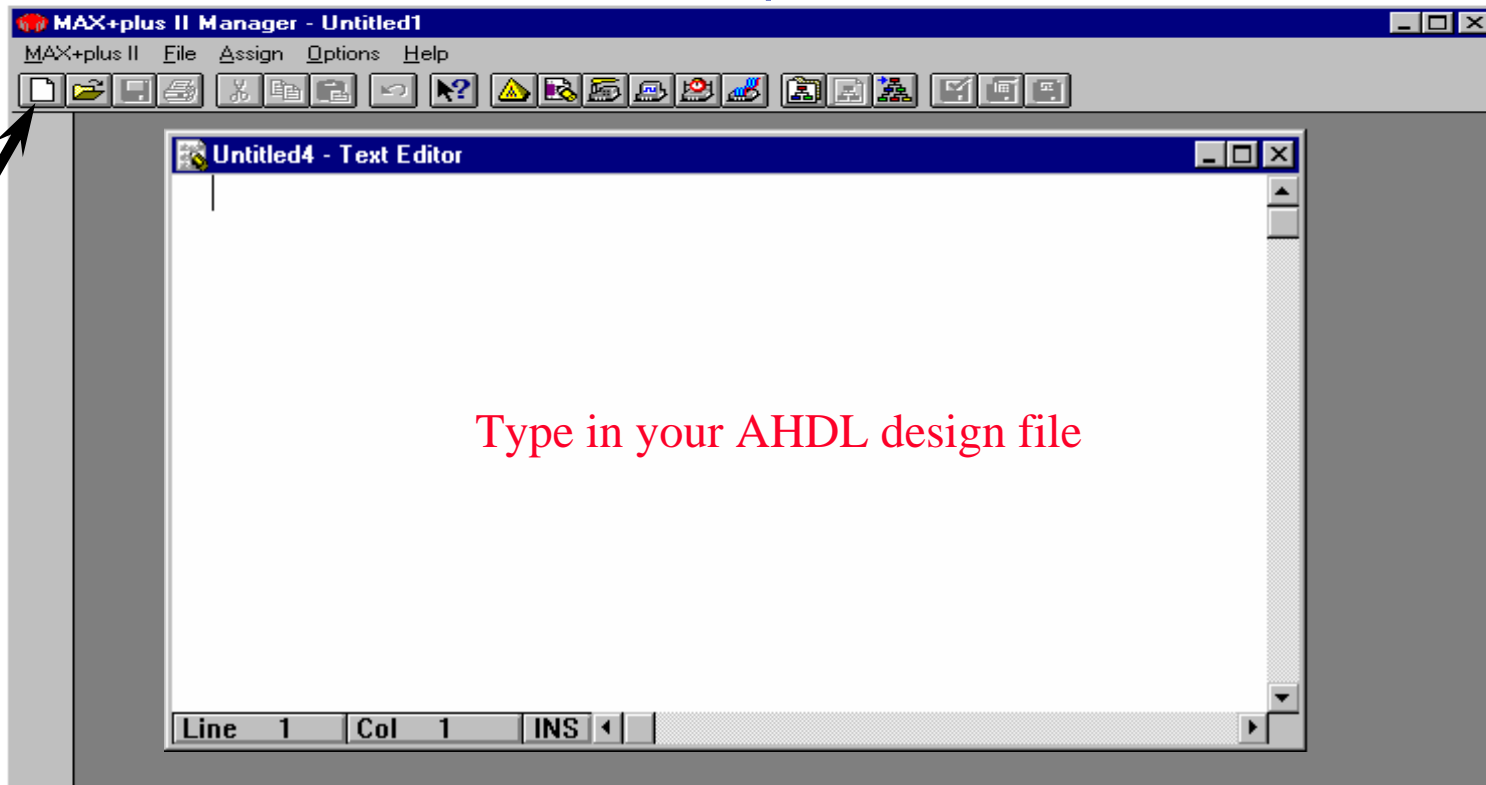 MAX+plus II Manager - Untitled1
MAX+plus II File Assign Options Help
Untitled4 - Text Editor
Type in your AHDL design file
Line 1 Col 1 INS